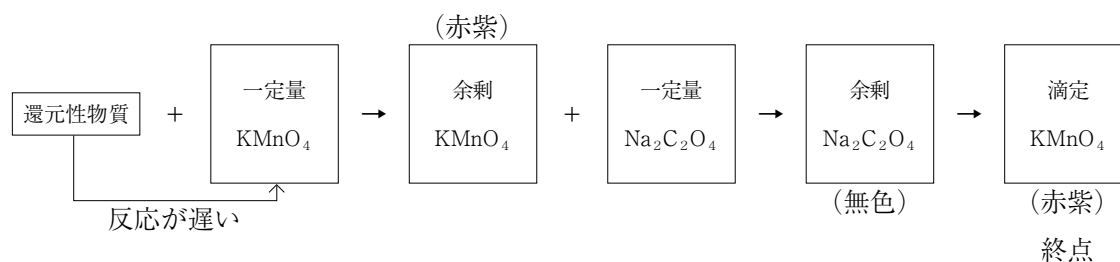 （赤紫）
還元性物質 + 一定量 KMnO₄ → 余剰 KMnO₄ + 一定量 Na₂C₂O₄ → 余剰 Na₂C₂O₄ → 滴定 KMnO₄
反応が遅い
（無色）
（赤紫）
終点